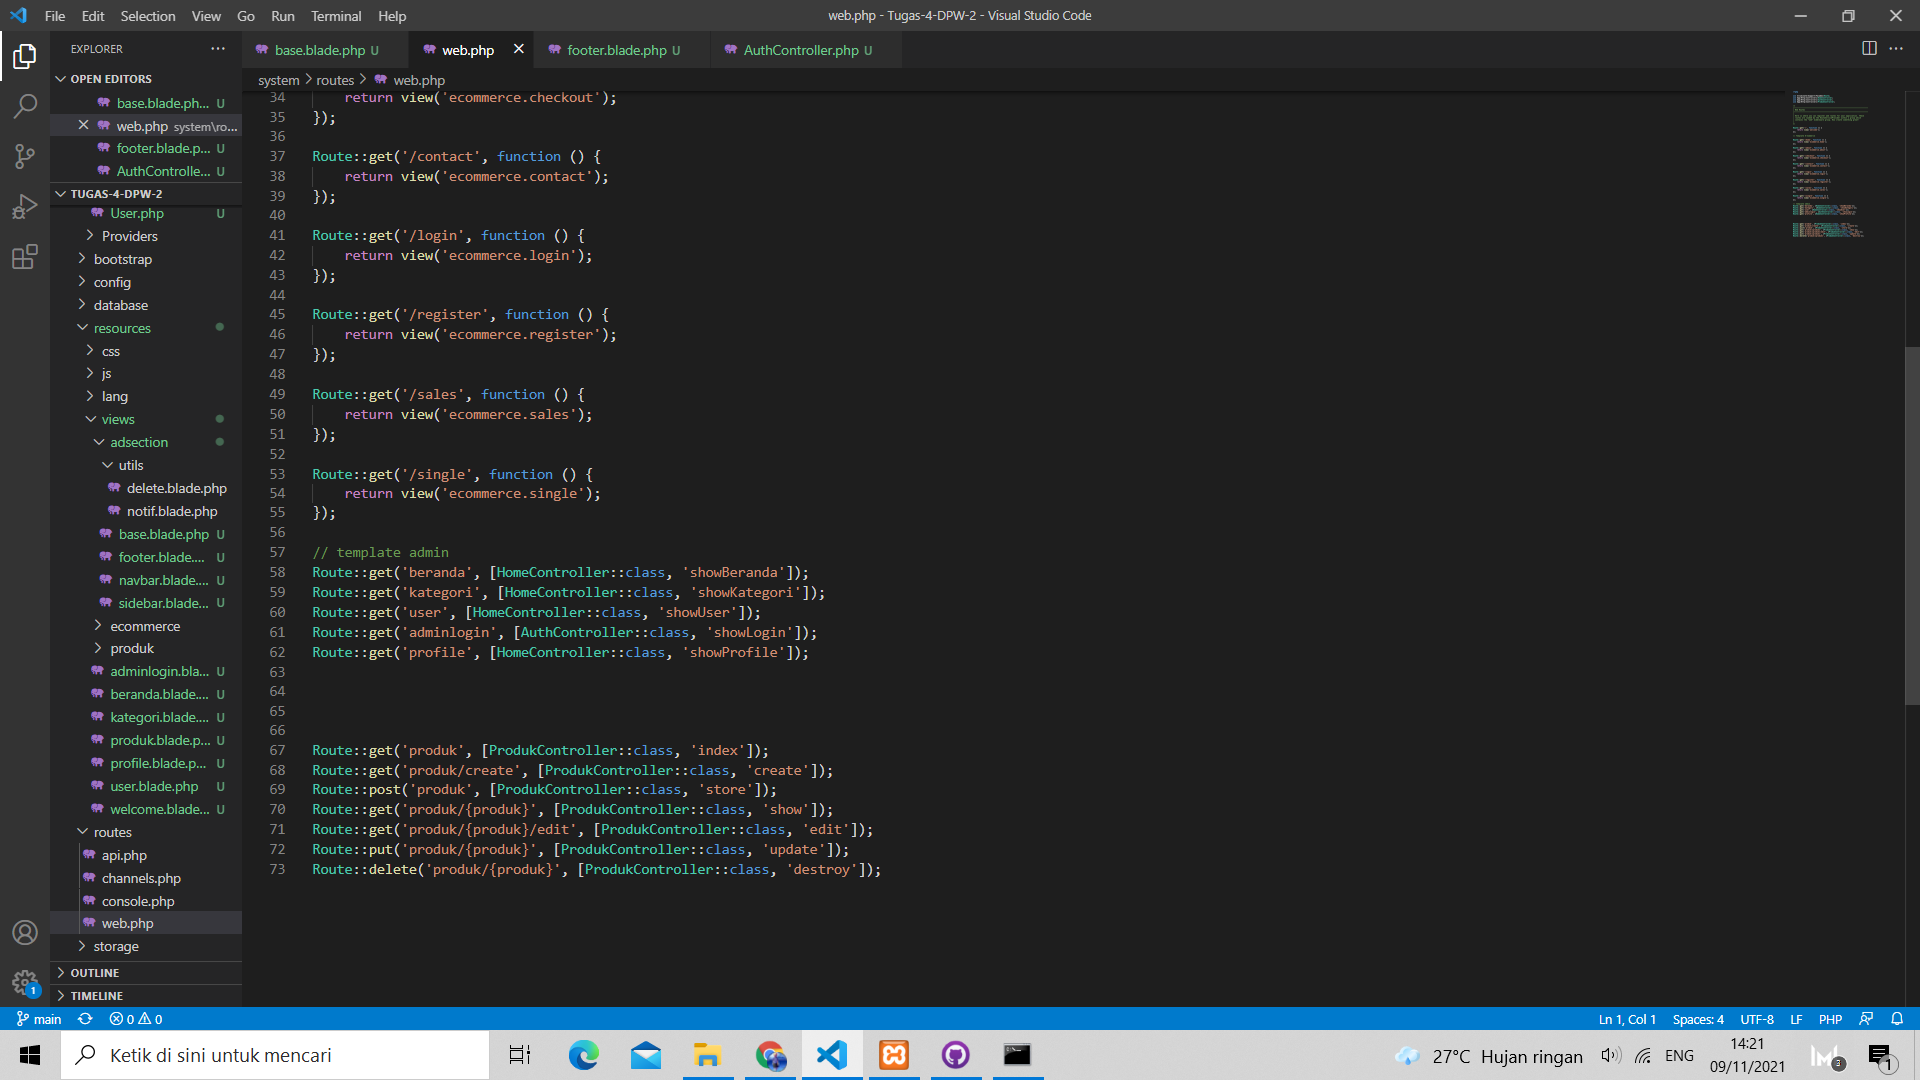 File Edit Selection View Go Run Terminal Help
web.php - Tugas-4-DPW-2 - Visual Studio Code
EXPLORER
OPEN EDITORS
base.blade.ph... U
web.php system\ro...
footer.blade.p... U
AuthControlle... U
TUGAS-4-DPW-2
User.php U
Providers
bootstrap
config
database
resources
css
js
lang
views
adsection
utils
delete.blade.php
notif.blade.php
base.blade.php U
footer.blade.... U
navbar.blade.... U
sidebar.blade... U
ecommerce
produk
adminlogin.bla... U
beranda.blade.... U
kategori.blade.... U
produk.blade.p... U
profile.blade.p... U
user.blade.php U
welcome.blade... U
routes
api.php
channels.php
console.php
web.php
storage
OUTLINE
TIMELINE
base.blade.php U
web.php
footer.blade.php U
AuthController.php U
system > routes > web.php
34 return view('ecommerce.checkout');
35 });
36
37 Route::get('/contact', function () {
38 return view('ecommerce.contact');
39 });
40
41 Route::get('/login', function () {
42 return view('ecommerce.login');
43 });
44
45 Route::get('/register', function () {
46 return view('ecommerce.register');
47 });
48
49 Route::get('/sales', function () {
50 return view('ecommerce.sales');
51 });
52
53 Route::get('/single', function () {
54 return view('ecommerce.single');
55 });
56
57 // template admin
58 Route::get('beranda', [HomeController::class, 'showBeranda']);
59 Route::get('kategori', [HomeController::class, 'showKategori']);
60 Route::get('user', [HomeController::class, 'showUser']);
61 Route::get('adminlogin', [AuthController::class, 'showLogin']);
62 Route::get('profile', [HomeController::class, 'showProfile']);
63
64
65
66
67 Route::get('produk', [ProdukController::class, 'index']);
68 Route::get('produk/create', [ProdukController::class, 'create']);
69 Route::post('produk', [ProdukController::class, 'store']);
70 Route::get('produk/{produk}', [ProdukController::class, 'show']);
71 Route::get('produk/{produk}/edit', [ProdukController::class, 'edit']);
72 Route::put('produk/{produk}', [ProdukController::class, 'update']);
73 Route::delete('produk/{produk}', [ProdukController::class, 'destroy']);
1
main 0 0
Ln 1, Col 1 Spaces: 4 UTF-8 LF PHP
Ketik di sini untuk mencari
27°C Hujan ringan
ENG
14:21
09/11/2021
3
1